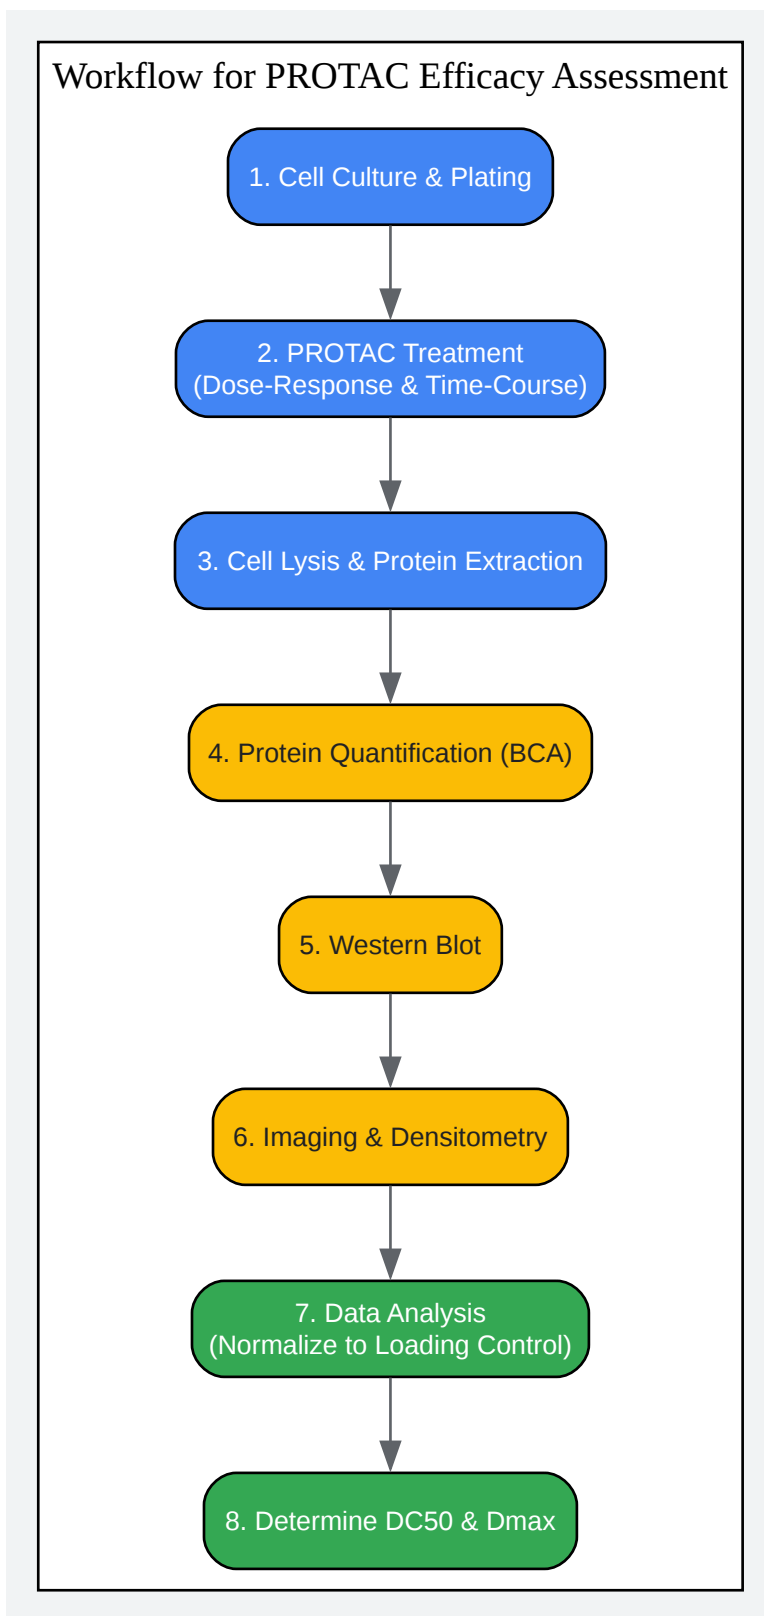 Workflow for PROTAC Efficacy Assessment
1. Cell Culture & Plating
2. PROTAC Treatment
(Dose-Response & Time-Course)
3. Cell Lysis & Protein Extraction
4. Protein Quantification (BCA)
5. Western Blot
6. Imaging & Densitometry
7. Data Analysis
(Normalize to Loading Control)
8. Determine DC50 & Dmax